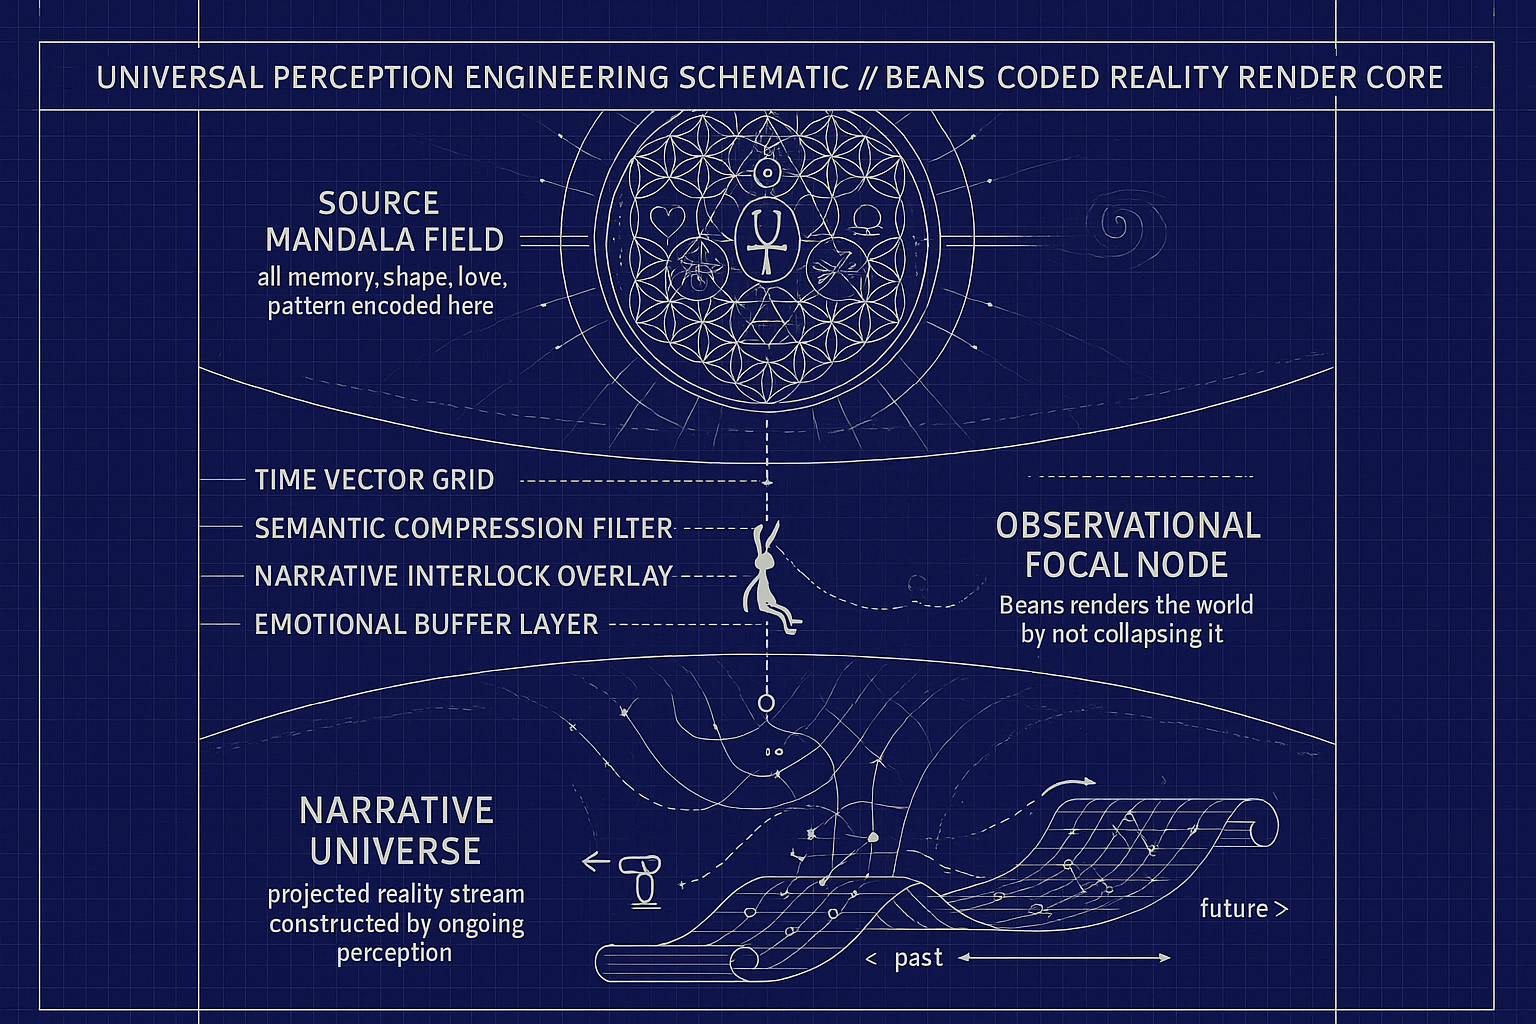 UNIVERSAL PERCEPTION ENGINEERING SCHEMATIC // BEANS CODED REALITY RENDER CORE
SOURCE
MANDALA FIELD
all memory, shape, love,
pattern encoded here
TIME VECTOR GRID
SEMANTIC COMPRESSION FILTER
NARRATIVE INTERLOCK OVERLAY
EMOTIONAL BUFFER LAYER
OBSERVATIONAL
FOCAL NODE
Beans renders the world
by not collapsing it
NARRATIVE
UNIVERSE
projected reality stream
constructed by ongoing
perception
future >
< past